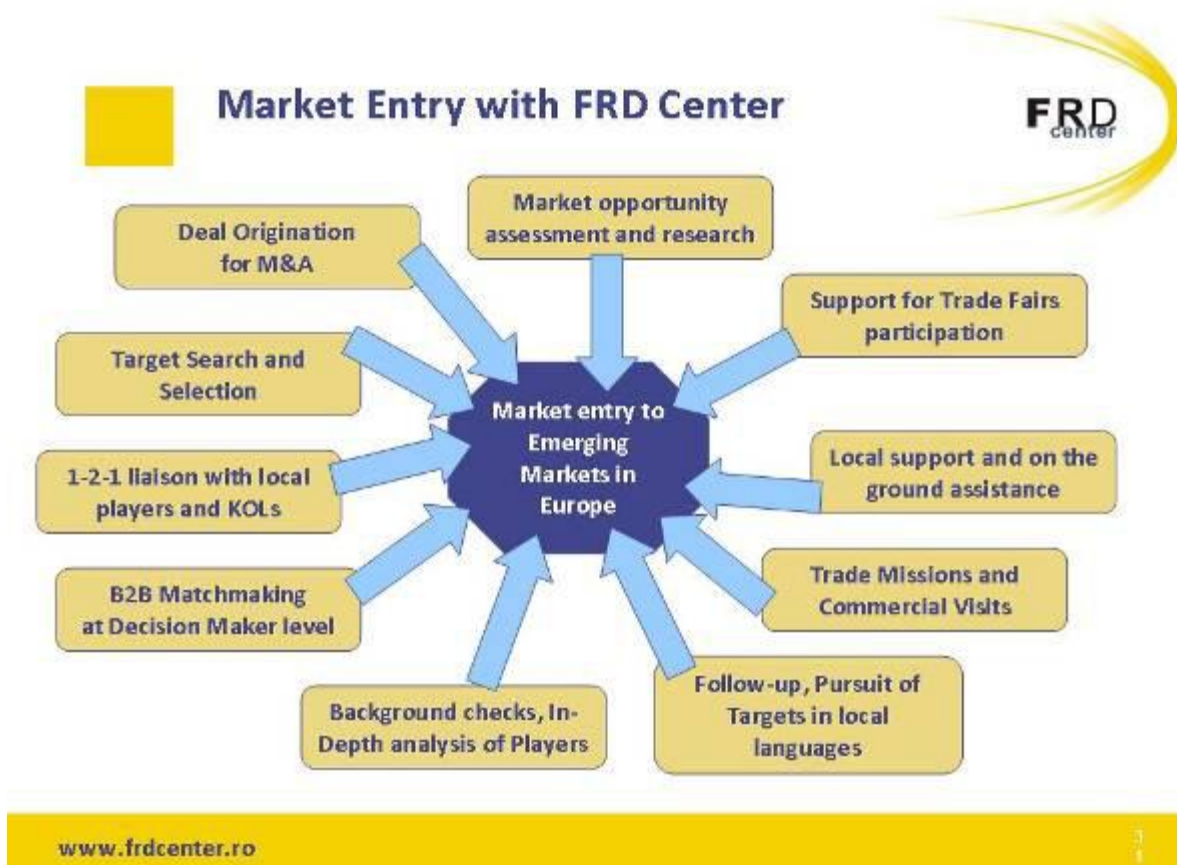 Market Entry with FRD Center
FRD
center
Market opportunity
assessment and research
Deal Origination
for M&A
Support for Trade Fairs
participation
Target Search and
Selection
Market entry to
Emerging
Markets in
Europe
1-2-1 liaison with local
players and KOLs
Local support and on the
ground assistance
B2B Matchmaking
at Decision Maker level
Trade Missions and
Commercial Visits
Background checks, In-
Depth analysis of Players
Follow-up, Pursuit of
Targets in local
languages
www.frdcenter.ro